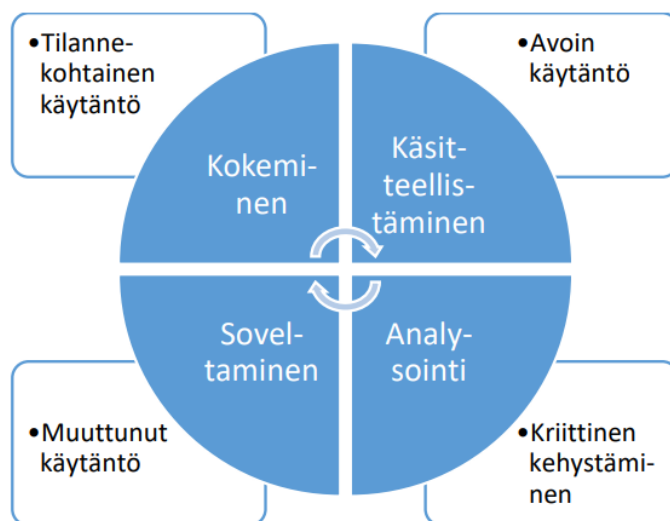 •Tilanne-
kohtainen
käytäntö
•Avoin
käytäntö
Kokemi-
nen
Käsit-
teellis-
täminen
Sovel-
taminen
Analy-
sointi
•Muuttunut
käytäntö
•Kriittinen
kehystämi-
nen